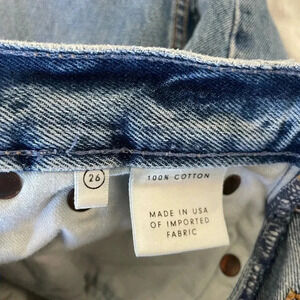 26
100% COTTON
MADE IN USA
OF IMPORTED
FABRIC